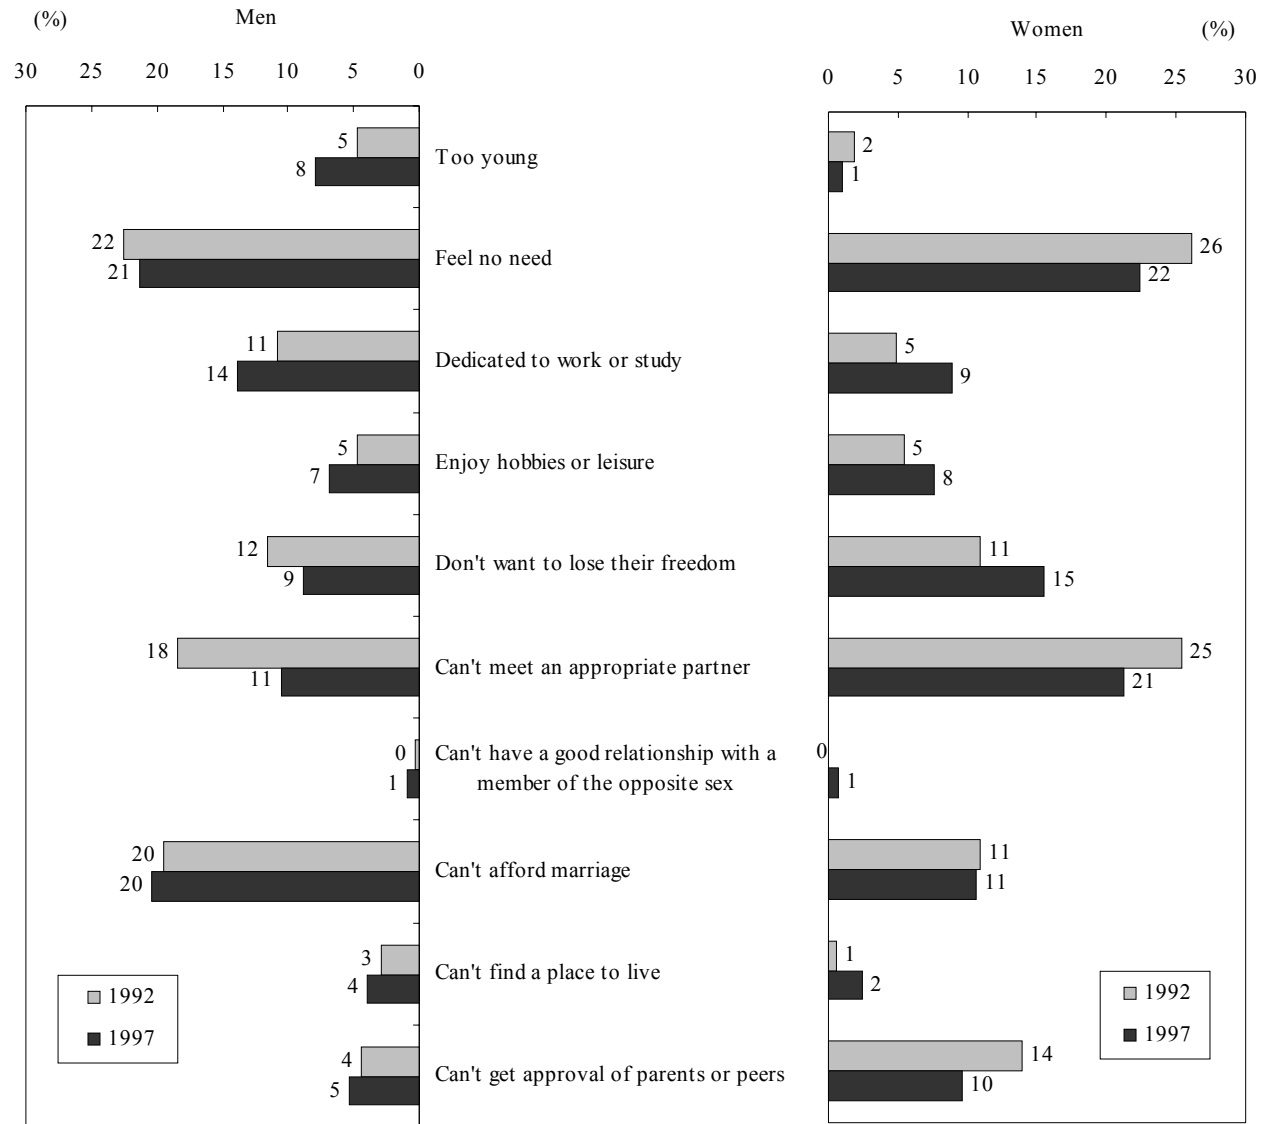 (%) Men
30 25 20 15 10 5 0
Women (%)
0 5 10 15 20 25 30
5 Too young 2
8 1
22 Feel no need 26
21 22
11 Dedicated to work or study 5
14 9
5 Enjoy hobbies or leisure 5
7 8
12 Don't want to lose their freedom 11
9 15
18 Can't meet an appropriate partner 25
11 21
0 Can't have a good relationship with a 0
1 member of the opposite sex 1
20 Can't afford marriage 11
20 11
3 Can't find a place to live 1
4 2
1992
1997
1992
1997
4 Can't get approval of parents or peers 14
5 10